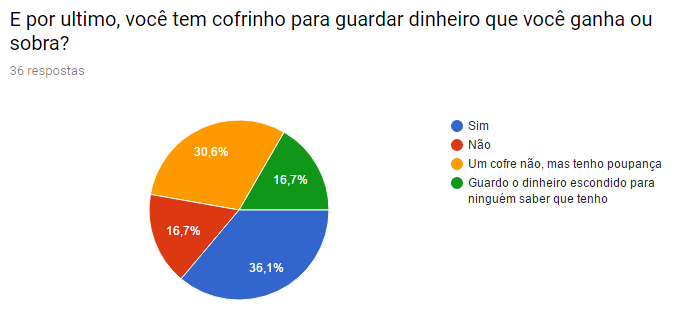 E por ultimo, você tem cofrinho para guardar dinheiro que você ganha ou
sobra?
36 respostas
30,6%
16,7%
16,7%
36,1%
Sim
Não
Um cofre não, mas tenho poupança
Guardo o dinheiro escondido para
ninguém saber que tenho